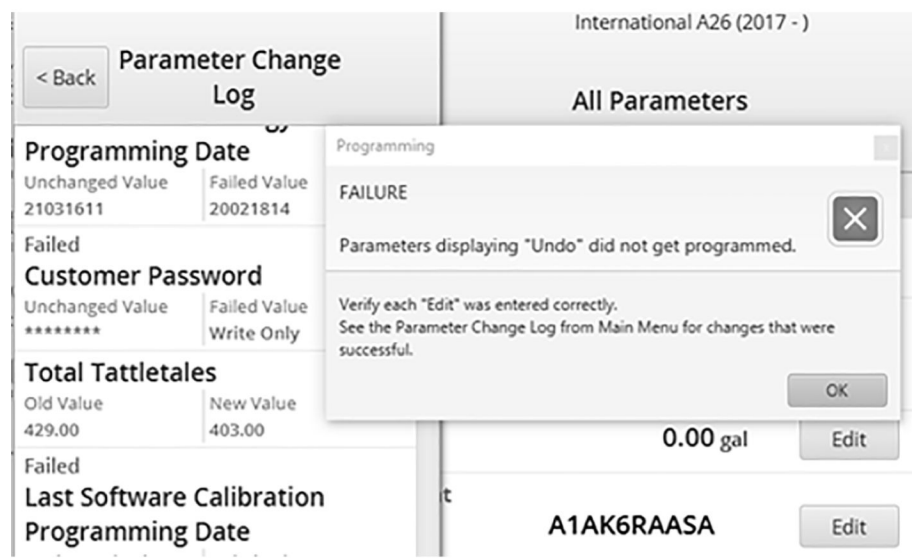 < Back
Parameter Change
Log
Programming Date
Unchanged Value Failed Value
21031611 20021814
Failed
Customer Password
Unchanged Value Failed Value
******** Write Only
Total Tattletales
Old Value New Value
429.00 403.00
Failed
Last Software Calibration
Programming Date
International A26 (2017 - )
All Parameters
Programming
FAILURE
Parameters displaying "Undo" did not get programmed.
Verify each "Edit" was entered correctly.
See the Parameter Change Log from Main Menu for changes that were
successful.
OK
0.00 gal Edit
t
A1AK6RAASA Edit